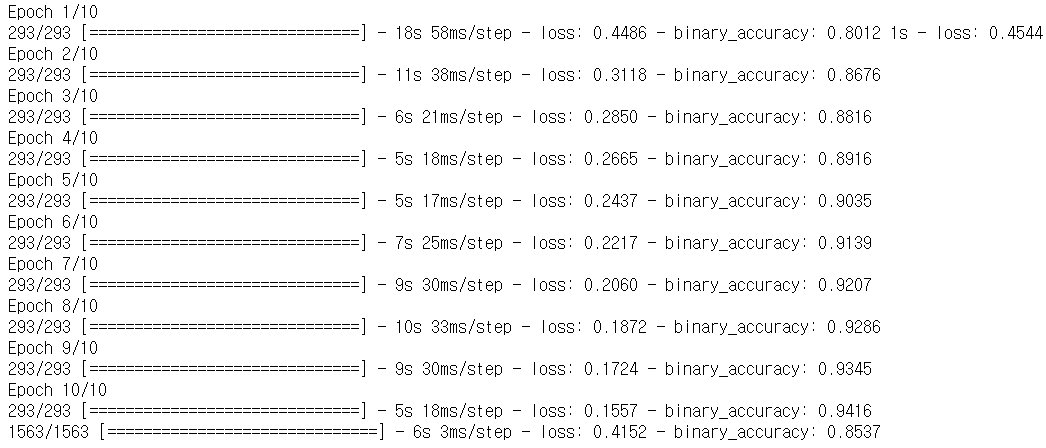 Epoch 1/10
293/293 [==============================] - 18s 58ms/step - loss: 0.4486 - binary_accuracy: 0.8012 1s - loss: 0.4544
Epoch 2/10
293/293 [==============================] - 11s 38ms/step - loss: 0.3118 - binary_accuracy: 0.8676
Epoch 3/10
293/293 [==============================] - 6s 21ms/step - loss: 0.2850 - binary_accuracy: 0.8816
Epoch 4/10
293/293 [==============================] - 5s 18ms/step - loss: 0.2665 - binary_accuracy: 0.8916
Epoch 5/10
293/293 [==============================] - 5s 17ms/step - loss: 0.2437 - binary_accuracy: 0.9035
Epoch 6/10
293/293 [==============================] - 7s 25ms/step - loss: 0.2217 - binary_accuracy: 0.9139
Epoch 7/10
293/293 [==============================] - 9s 30ms/step - loss: 0.2060 - binary_accuracy: 0.9207
Epoch 8/10
293/293 [==============================] - 10s 33ms/step - loss: 0.1872 - binary_accuracy: 0.9286
Epoch 9/10
293/293 [==============================] - 9s 30ms/step - loss: 0.1724 - binary_accuracy: 0.9345
Epoch 10/10
293/293 [==============================] - 5s 18ms/step - loss: 0.1557 - binary_accuracy: 0.9416
1563/1563 [==============================] - 6s 3ms/step - loss: 0.4152 - binary_accuracy: 0.8537